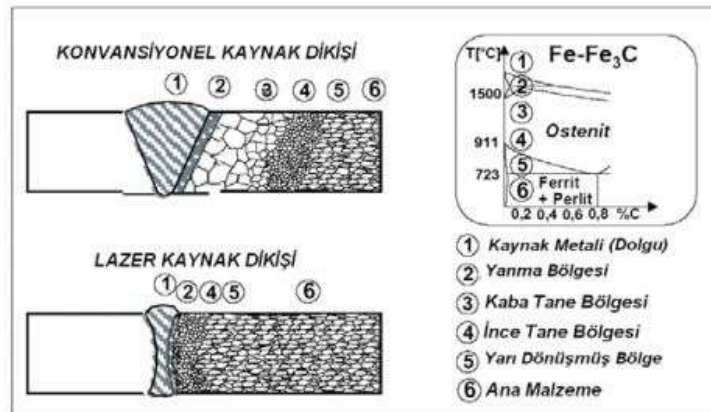 KONVANSİYONEL KAYNAK DİKİŞİ
1 2 3 4 5 6
LAZER KAYNAK DİKİŞİ
1 2 4 5 6
T[°C] Fe-Fe₃C
1
1500 2
3
Ostenit
911 4
5
723
6 Ferrit
+ Perlit
0,2 0,4 0,6 0,8 %C
1 Kaynak Metali (Dolgu)
2 Yanma Bölgesi
3 Kaba Tane Bölgesi
4 İnce Tane Bölgesi
5 Yarı Dönüşmüş Bölge
6 Ana Malzeme